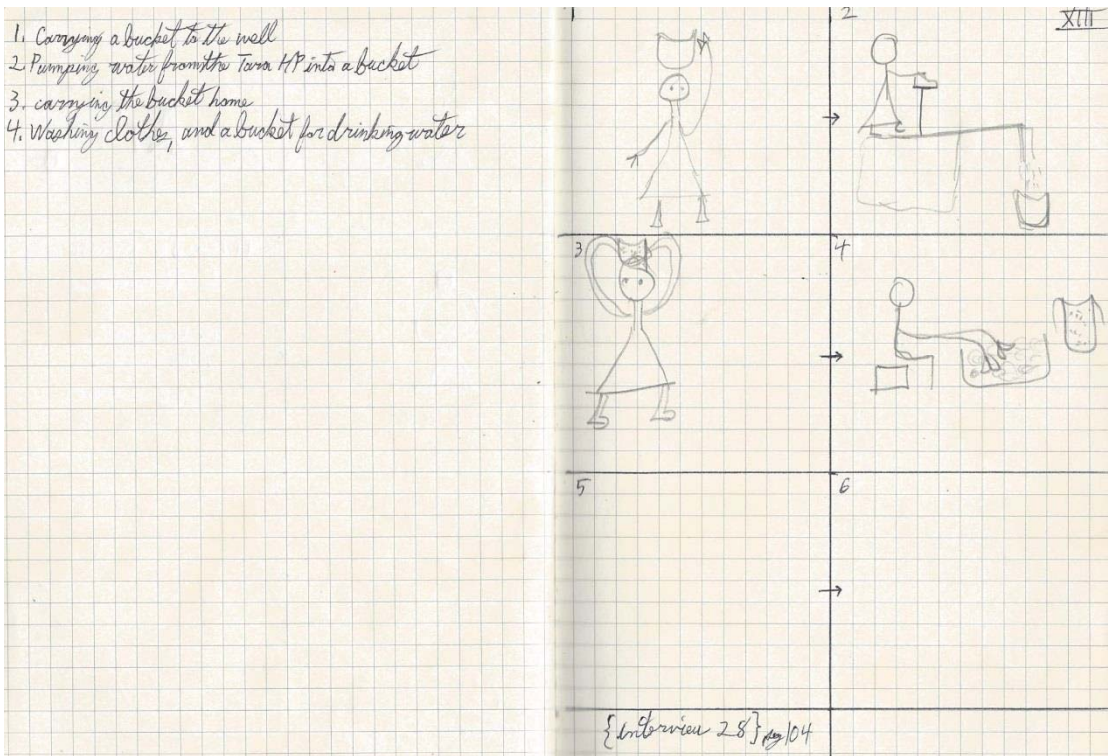 1. Carrying a bucket to the well
2. Pumping water from the Tara HP into a bucket
3. carrying the bucket home
4. Washing clothes, and a bucket for drinking water
1
2
XIII
3
4
5
6
{Interview 28} pg 104